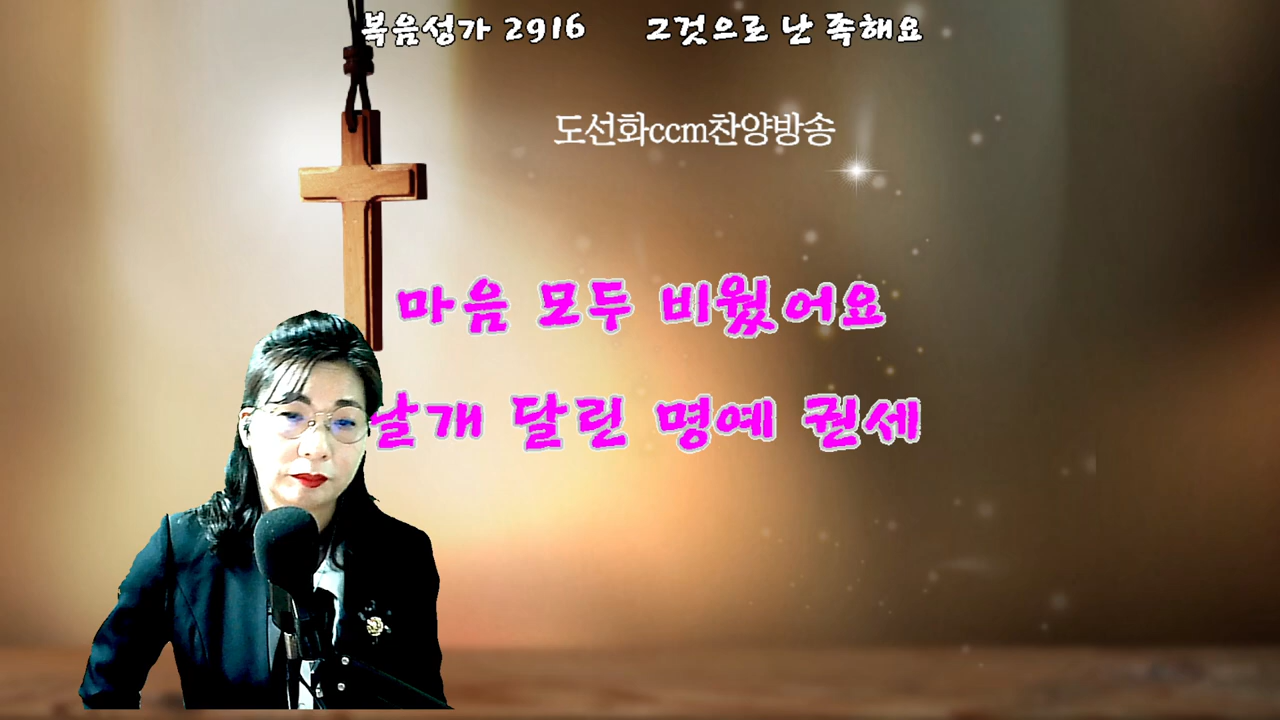 복음성가 2916 그것으로 난 족해요
도선화ccm찬양방송
마음 모두 비웠어요
날개 달린 명예 권세